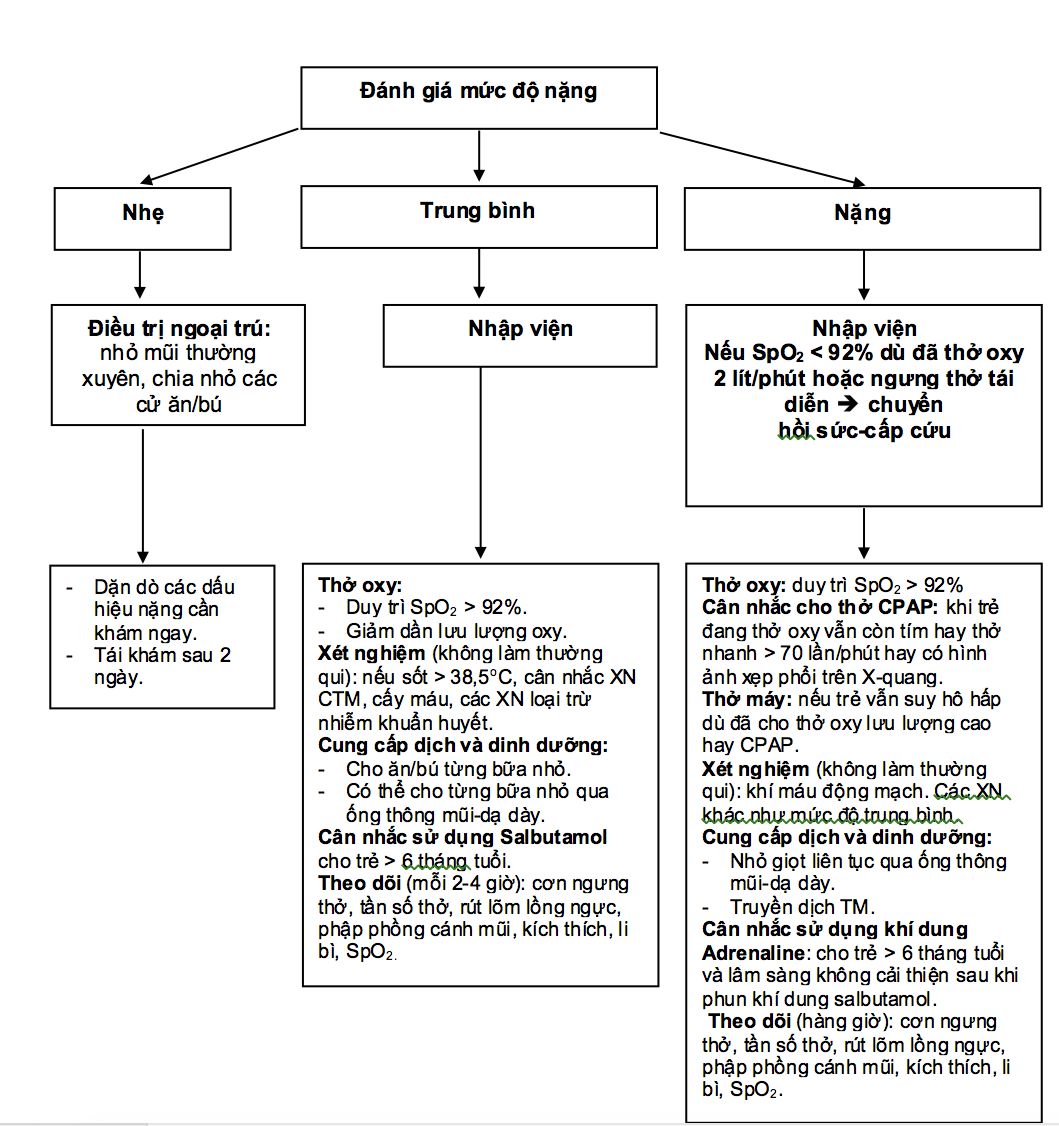 Đánh giá mức độ nặng
Nhẹ
Trung bình
Nặng
Điều trị ngoại trú:
nhỏ mũi thường
xuyên, chia nhỏ các
cử ăn/bú
Nhập viện
Nhập viện
Nếu SpO₂ < 92% dù đã thở oxy
2 lít/phút hoặc ngưng thở tái
diễn ➔ chuyển
hồi sức-cấp cứu
- Dặn dò các dấu
hiệu nặng cần
khám ngay.
- Tái khám sau 2
ngày.
Thở oxy:
- Duy trì SpO₂ > 92%.
- Giảm dần lưu lượng oxy.
Xét nghiệm (không làm thường
qui): nếu sốt > 38,5°C, cân nhắc XN
CTM, cấy máu, các XN loại trừ
nhiễm khuẩn huyết.
Cung cấp dịch và dinh dưỡng:
- Cho ăn/bú từng bữa nhỏ.
- Có thể cho từng bữa nhỏ qua
ống thông mũi-dạ dày.
Cân nhắc sử dụng Salbutamol
cho trẻ > 6 tháng tuổi.
Theo dõi (mỗi 2-4 giờ): cơn ngưng
thở, tần số thở, rút lõm lồng ngực,
phập phồng cánh mũi, kích thích, li
bì, SpO₂.
Thở oxy: duy trì SpO₂ > 92%
Cân nhắc cho thở CPAP: khi trẻ
đang thở oxy vẫn còn tím hay thở
nhanh > 70 lần/phút hay có hình
ảnh xẹp phổi trên X-quang.
Thở máy: nếu trẻ vẫn suy hô hấp
dù đã cho thở oxy lưu lượng cao
hay CPAP.
Xét nghiệm (không làm thường
qui): khí máu động mạch. Các XN
khác như mức độ trung bình.
Cung cấp dịch và dinh dưỡng:
- Nhỏ giọt liên tục qua ống thông
mũi-dạ dày.
- Truyền dịch TM.
Cân nhắc sử dụng khí dung
Adrenaline: cho trẻ > 6 tháng tuổi
và lâm sàng không cải thiện sau khi
phun khí dung salbutamol.
Theo dõi (hàng giờ): cơn ngưng
thở, tần số thở, rút lõm lồng ngực,
phập phồng cánh mũi, kích thích, li
bì, SpO₂.